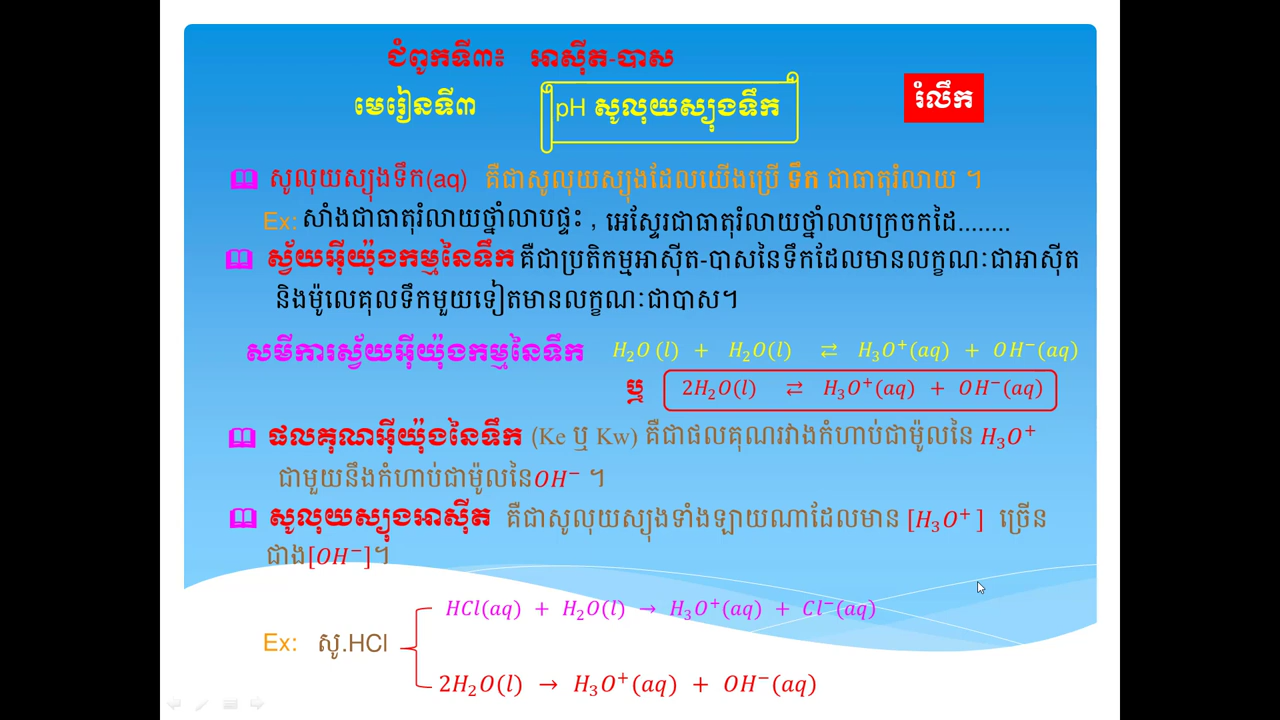 ជំពូកទី៣៖ អាស៊ីត-បាស
មេរៀនទី៣ pH សូលុយស្យុងទឹក រំលឹក
សូលុយស្យុងទឹក(aq) គឺជាសូលុយស្យុងដែលយើងប្រើ ទឹក ជាធាតុរំលាយ ។
Ex: សាំងជាធាតុរំលាយថ្នាំលាបផ្ទះ , អេស្ទែរជាធាតុរំលាយថ្នាំលាបក្រចកដៃ........
ស្វ័យអ៊ីយ៉ុងកម្មនៃទឹក គឺជាប្រតិកម្មអាស៊ីត-បាសនៃទឹកដែលមានលក្ខណៈជាអាស៊ីត
និងម៉ូលេគុលទឹកមួយទៀតមានលក្ខណៈជាបាស។
សមីការស្វ័យអ៊ីយ៉ុងកម្មនៃទឹក H₂O (l) + H₂O(l) ⇄ H₃O⁺(aq) + OH⁻(aq)
ឬ 2H₂O(l) ⇄ H₃O⁺(aq) + OH⁻(aq)
ផលគុណអ៊ីយ៉ុងនៃទឹក (Ke ឬ Kw) គឺជាផលគុណរវាងកំហាប់ជាម៉ូលនៃ H₃O⁺
ជាមួយនឹងកំហាប់ជាម៉ូលនៃOH⁻ ។
សូលុយស្យុងអាស៊ីត គឺជាសូលុយស្យុងទាំងឡាយណាដែលមាន [H₃O⁺ ] ច្រើន
ជាង[OH⁻]។
HCl(aq) + H₂O(l) → H₃O⁺(aq) + Cl⁻(aq)
Ex: សូ.HCl
2H₂O(l) → H₃O⁺(aq) + OH⁻(aq)